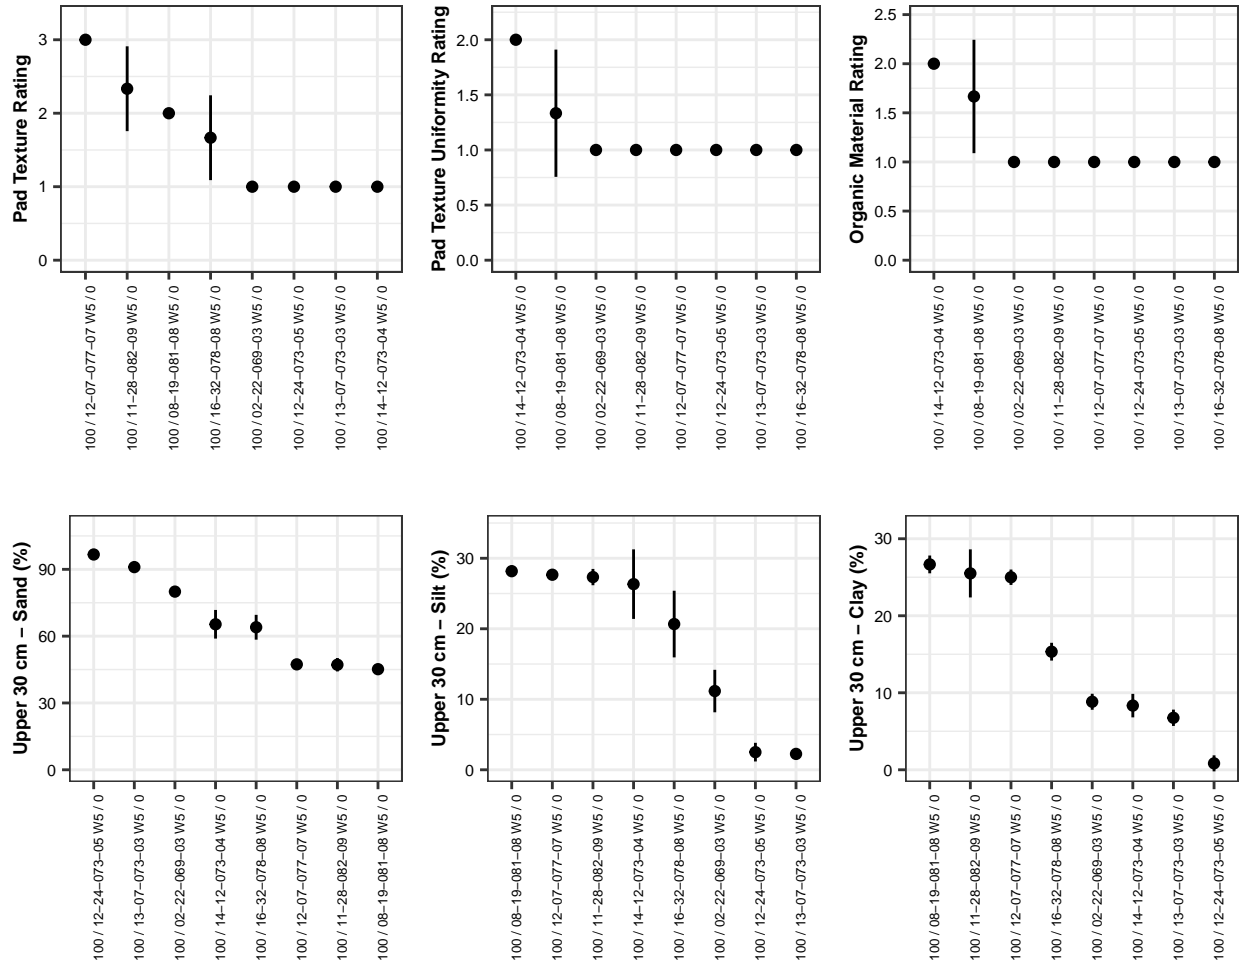 Pad Texture Rating
3
2
1
0
100 / 12–07–077–07 W5 / 0
100 / 11–28–082–09 W5 / 0
100 / 08–19–081–08 W5 / 0
100 / 16–32–078–08 W5 / 0
100 / 02–22–069–03 W5 / 0
100 / 12–24–073–05 W5 / 0
100 / 13–07–073–03 W5 / 0
100 / 14–12–073–04 W5 / 0
Pad Texture Uniformity Rating
2.0
1.5
1.0
0.5
0.0
100 / 14–12–073–04 W5 / 0
100 / 08–19–081–08 W5 / 0
100 / 02–22–069–03 W5 / 0
100 / 11–28–082–09 W5 / 0
100 / 12–07–077–07 W5 / 0
100 / 12–24–073–05 W5 / 0
100 / 13–07–073–03 W5 / 0
100 / 16–32–078–08 W5 / 0
Organic Material Rating
2.5
2.0
1.5
1.0
0.5
0.0
100 / 14–12–073–04 W5 / 0
100 / 08–19–081–08 W5 / 0
100 / 02–22–069–03 W5 / 0
100 / 11–28–082–09 W5 / 0
100 / 12–07–077–07 W5 / 0
100 / 12–24–073–05 W5 / 0
100 / 13–07–073–03 W5 / 0
100 / 16–32–078–08 W5 / 0
Upper 30 cm – Sand (%)
90
60
30
0
100 / 12–24–073–05 W5 / 0
100 / 13–07–073–03 W5 / 0
100 / 02–22–069–03 W5 / 0
100 / 14–12–073–04 W5 / 0
100 / 16–32–078–08 W5 / 0
100 / 12–07–077–07 W5 / 0
100 / 11–28–082–09 W5 / 0
100 / 08–19–081–08 W5 / 0
Upper 30 cm – Silt (%)
30
20
10
0
100 / 08–19–081–08 W5 / 0
100 / 12–07–077–07 W5 / 0
100 / 11–28–082–09 W5 / 0
100 / 14–12–073–04 W5 / 0
100 / 16–32–078–08 W5 / 0
100 / 02–22–069–03 W5 / 0
100 / 12–24–073–05 W5 / 0
100 / 13–07–073–03 W5 / 0
Upper 30 cm – Clay (%)
30
20
10
0
100 / 08–19–081–08 W5 / 0
100 / 11–28–082–09 W5 / 0
100 / 12–07–077–07 W5 / 0
100 / 16–32–078–08 W5 / 0
100 / 02–22–069–03 W5 / 0
100 / 14–12–073–04 W5 / 0
100 / 13–07–073–03 W5 / 0
100 / 12–24–073–05 W5 / 0